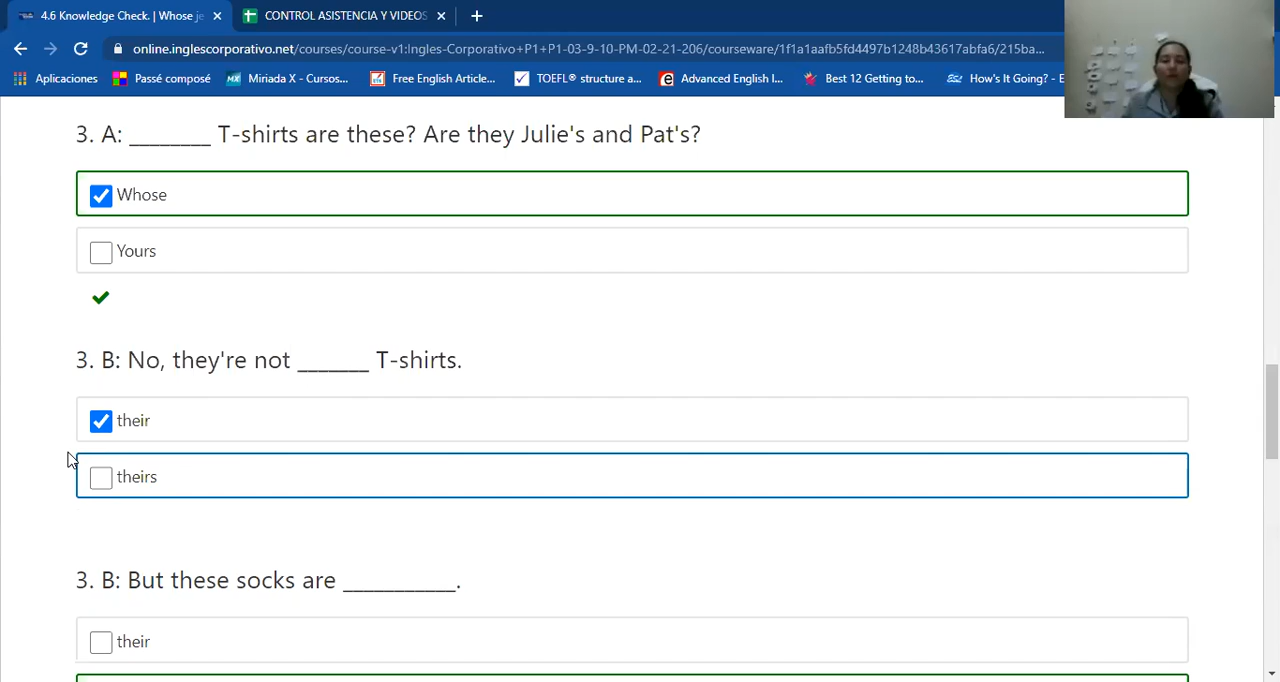 4.6 Knowledge Check. | Whose je
CONTROL ASISTENCIA Y VIDEOS
online.inglescorporativo.net/courses/course-v1:Ingles-Corporativo+P1+P1-03-9-10-PM-02-21-206/courseware/1f1a1aafb5fd4497b1248b43617abfa6/215ba...
Aplicaciones
Passé composé
Miriada X - Cursos...
Free English Article...
TOEFL® structure a...
Advanced English I...
Best 12 Getting to...
How's It Going? - E
3. A: ________ T-shirts are these? Are they Julie's and Pat's?
Whose
Yours
3. B: No, they're not _______ T-shirts.
their
theirs
3. B: But these socks are ___________.
their